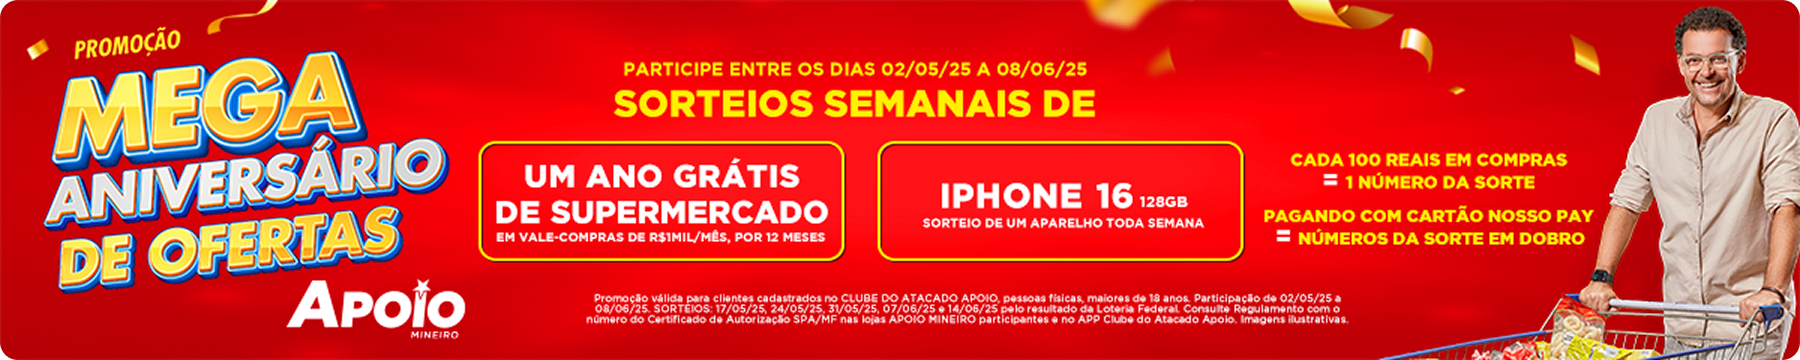 PROMOÇÃO
MEGA
ANIVERSÁRIO
DE OFERTAS
APOIO
MINEIRO
PARTICIPE ENTRE OS DIAS 02/05/25 A 08/06/25
SORTEIOS SEMANAIS DE
UM ANO GRÁTIS
DE SUPERMERCADO
EM VALE-COMPRAS DE R$1MIL/MÊS, POR 12 MESES
IPHONE 16 128GB
SORTEIO DE UM APARELHO TODA SEMANA
CADA 100 REAIS EM COMPRAS
= 1 NÚMERO DA SORTE
PAGANDO COM CARTÃO NOSSO PAY
= NÚMEROS DA SORTE EM DOBRO
Promoção válida para clientes cadastrados no CLUBE DO ATACADO APOIO, pessoas físicas, maiores de 18 anos. Participação de 02/05/25 a
08/06/25. SORTEIOS: 17/05/25, 24/05/25, 31/05/25, 07/06/25 e 14/06/25 pelo resultado da Loteria Federal. Consulte Regulamento com o
número do Certificado de Autorização SPA/MF nas lojas APOIO MINEIRO participantes e no APP Clube do Atacado Apoio. Imagens ilustrativas.